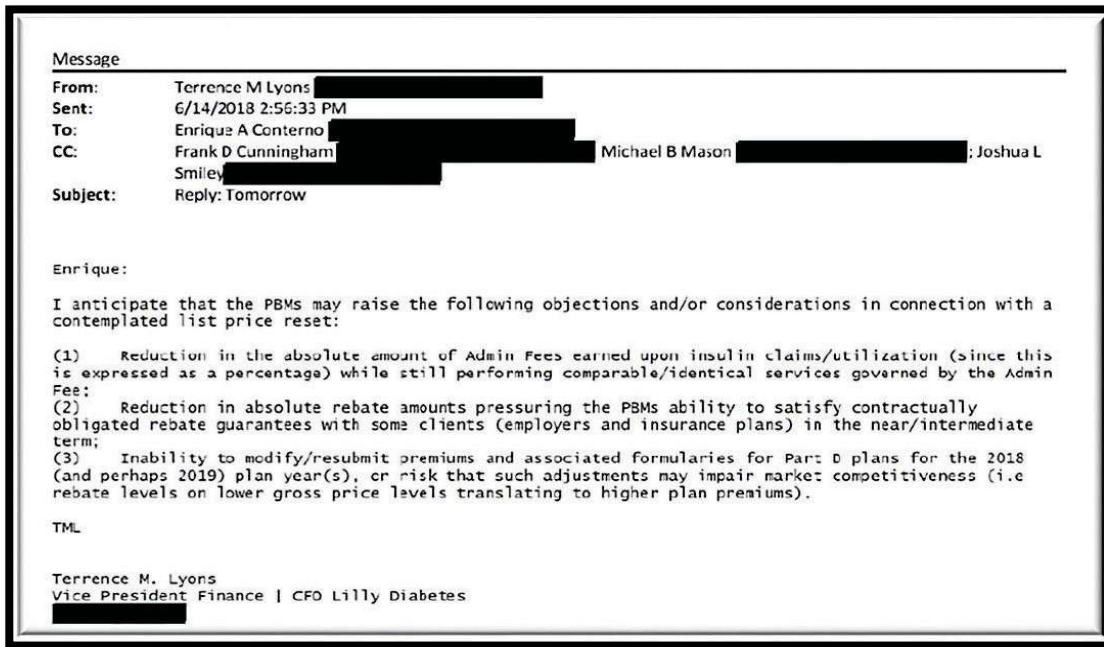 Message
From: Terrence M Lyons
Sent: 6/14/2018 2:56:33 PM
To: Enrique A Conterno
CC: Frank D Cunningham Michael B Mason ; Joshua L
Smiley
Subject: Reply: Tomorrow
Enrique:
I anticipate that the PBMs may raise the following objections and/or considerations in connection with a
contemplated list price reset:
(1) Reduction in the absolute amount of Admin Fees earned upon insulin claims/utilization (since this
is expressed as a percentage) while still performing comparable/identical services governed by the Admin
Fee;
(2) Reduction in absolute rebate amounts pressuring the PBMs ability to satisfy contractually
obligated rebate guarantees with some clients (employers and insurance plans) in the near/intermediate
term;
(3) Inability to modify/resubmit premiums and associated formularies for Part D plans for the 2018
(and perhaps 2019) plan year(s), or risk that such adjustments may impair market competitiveness (i.e
rebate levels on lower gross price levels translating to higher plan premiums).
TML
Terrence M. Lyons
Vice President Finance | CFO Lilly Diabetes